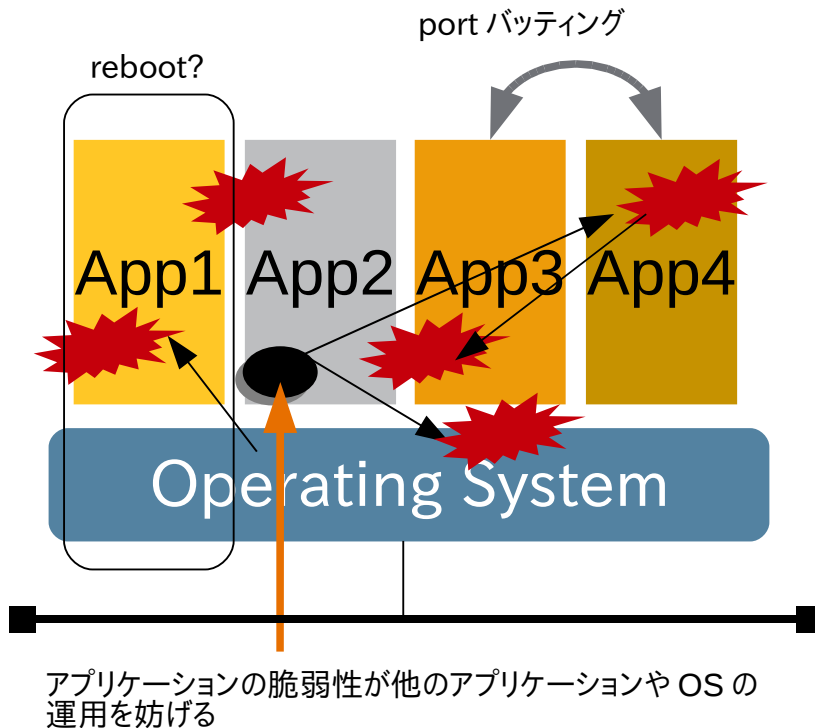 port バッティング
reboot?
App1 App2 App3 App4
Operating System
アプリケーションの脆弱性が他のアプリケーションや OS の
運用を妨げる